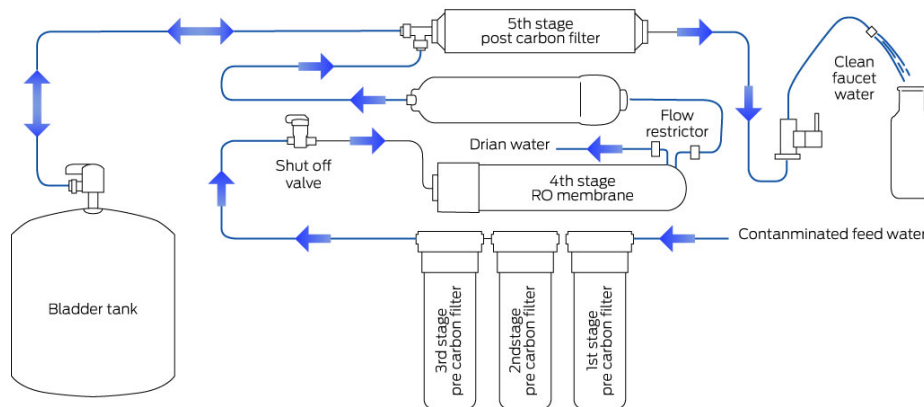 5th stage
post carbon filter
Clean
faucet
water
Flow
restrictor
Drian water
Shut off
valve
4th stage
RO membrane
Contanminated feed water
Bladder tank
3rd stage
pre carbon filter
2ndstage
pre carbon filter
1st stage
pre carbon filter